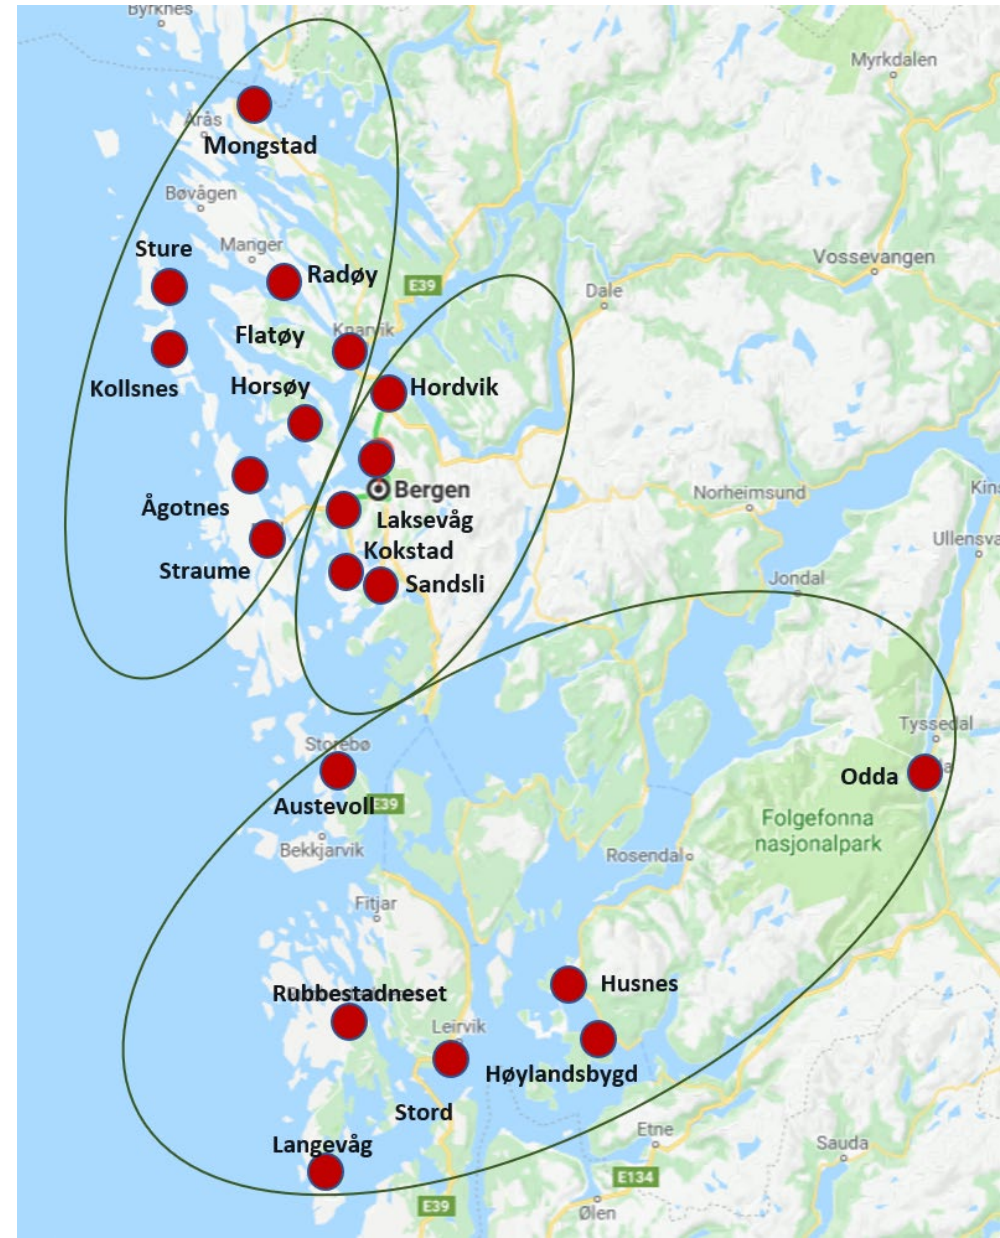 Byrknes
Myrkdalen
Årås
Mongstad
Bøvågen
Sture
Manger
Radøy
Vossevangen
E39
Dale
Flatøy
Knarvik
Kollsnes
Horsøy
Hordvik
Ågotnes
Bergen
Norheimsund
Kins
Laksevåg
Ullensva
Kokstad
Straume
Sandsli
Jondal
Tyssedal
Storebø
Odda
Austevoll
E39
Folgefonna
nasjonalpark
Bekkjarvik
Rosendal
Fitjar
Husnes
Rubbestadneset
Leirvik
Høylandsbygd
Stord
Etne
Langevåg
Sauda
E134
E39
Ølen